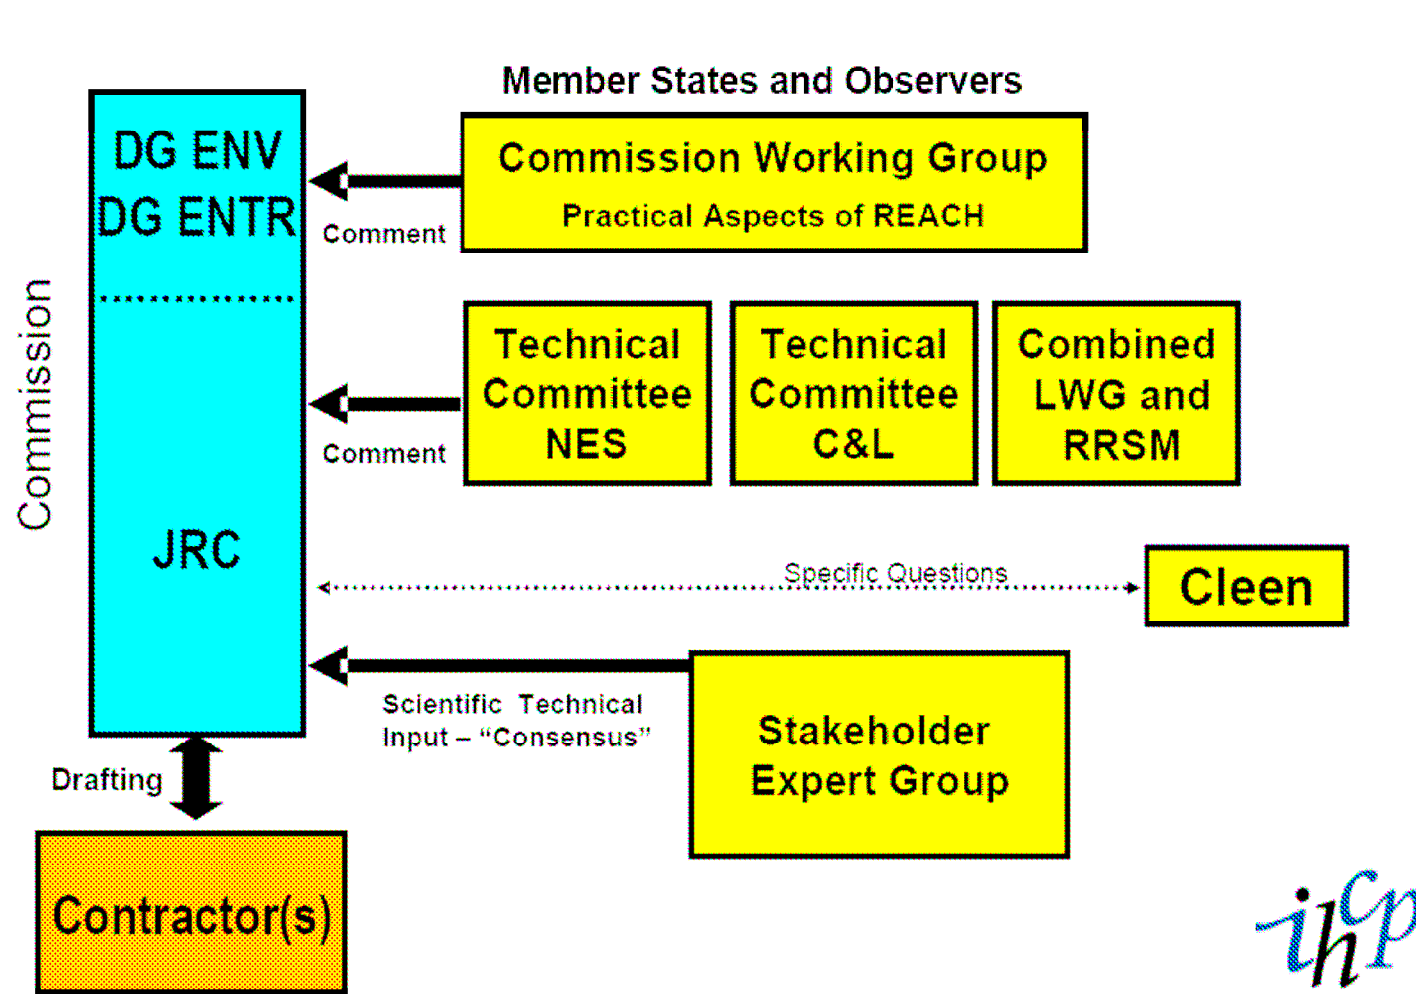 Member States and Observers
DG ENV
DG ENTR
Commission Working Group
Practical Aspects of REACH
Comment
Commission
Technical
Committee
NES
Technical
Committee
C&L
Combined
LWG and
RRSM
Comment
JRC
Specific Questions
Cleen
Scientific Technical
Input – “Consensus”
Stakeholder
Expert Group
Drafting
Contractor(s)
ihcp